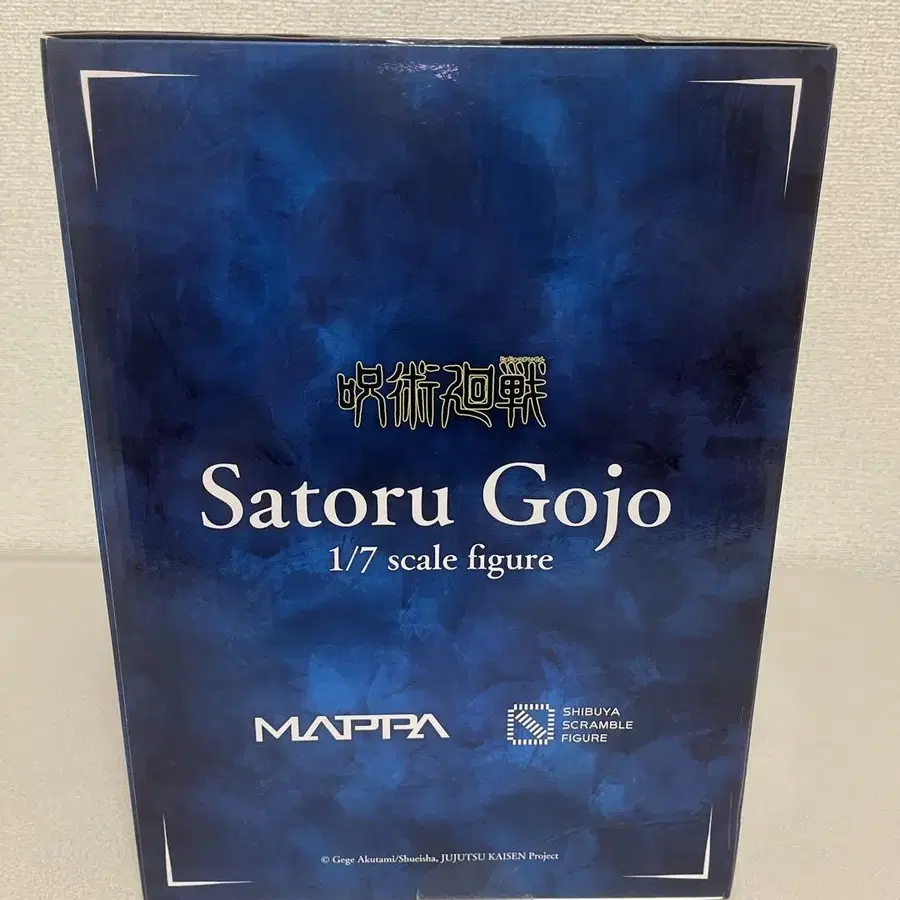 呪術廻戦
Satoru Gojo
1/7 scale figure
MAPPA
SHIBUYA
SCRAMBLE
FIGURE
© Gege Akutami/Shueisha, JUJUTSU KAISEN Project